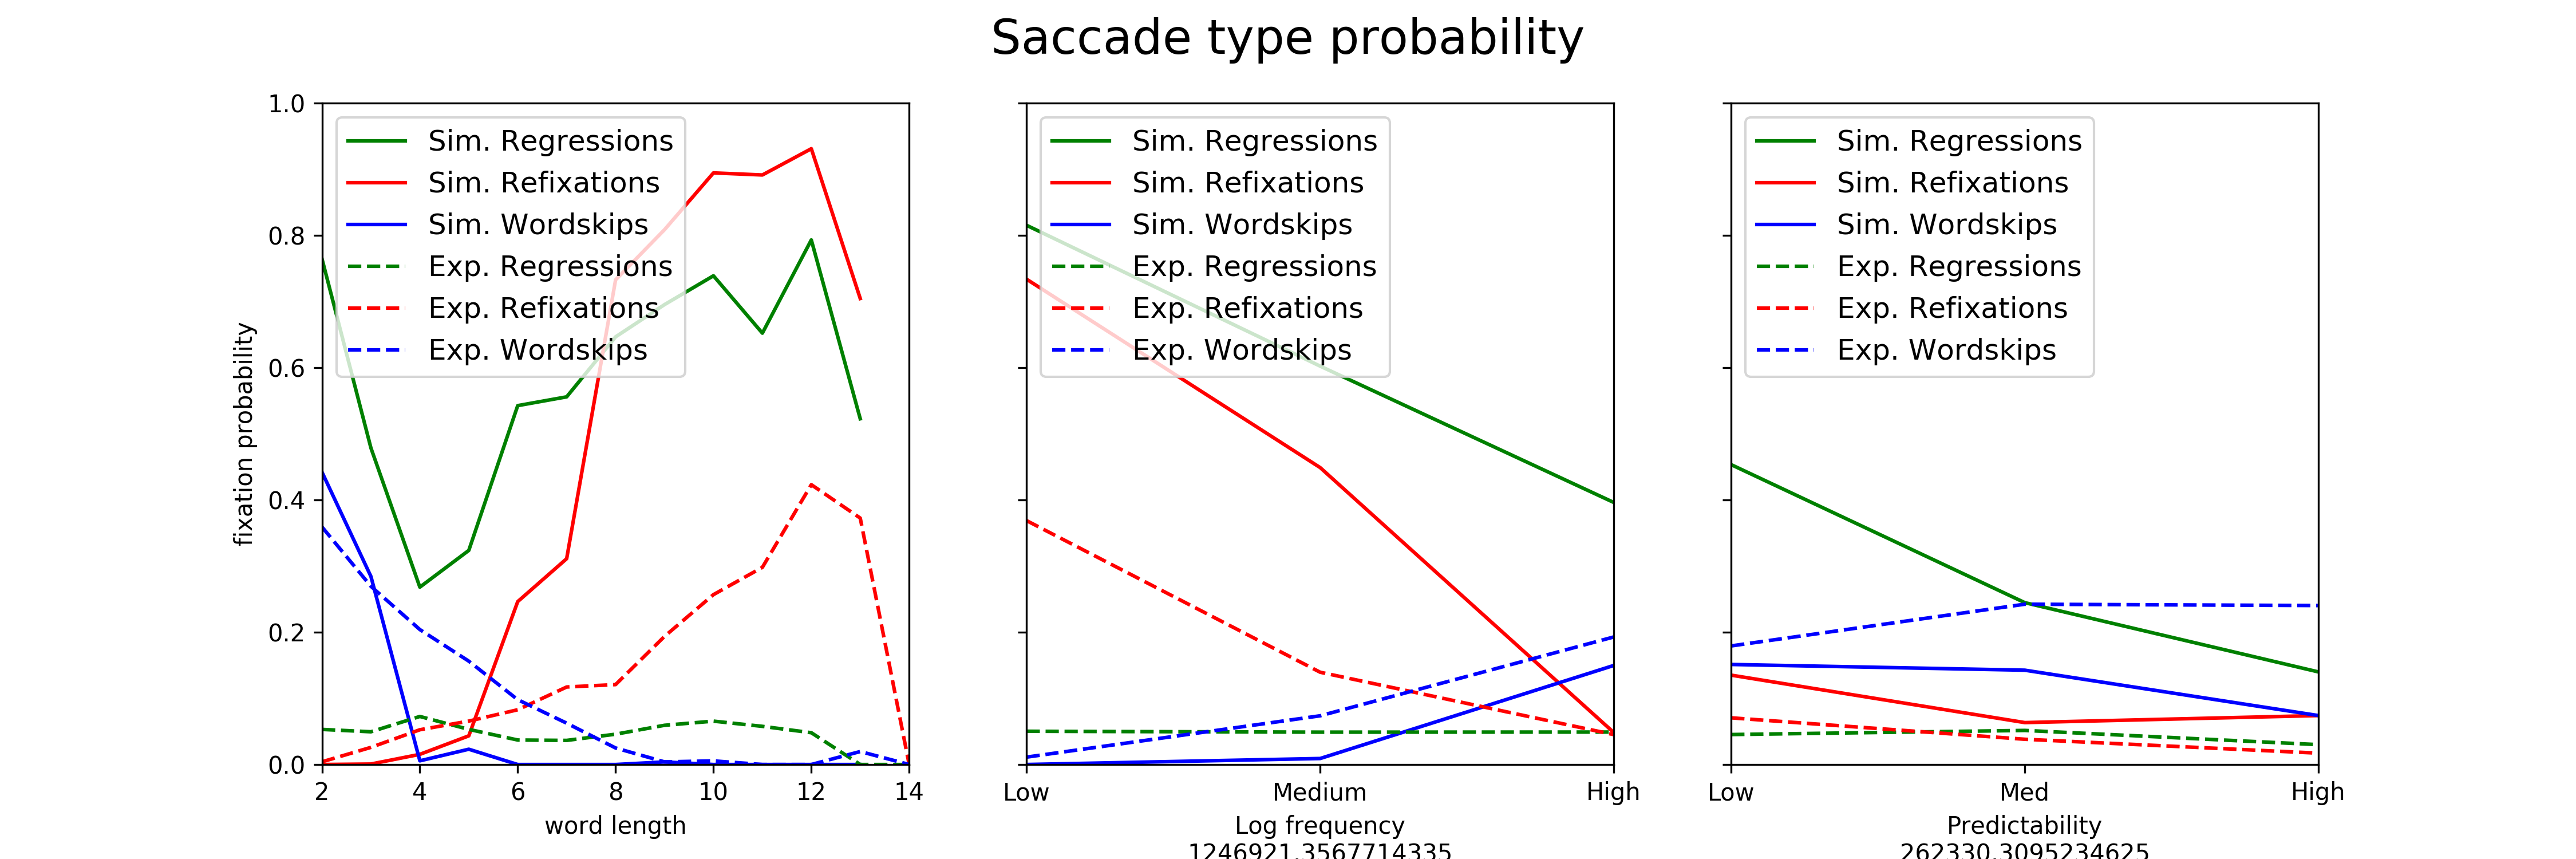 Saccade type probability
1.0
0.8
0.6
0.4
0.2
0.0
fixation probability
Sim. Regressions
Sim. Refixations
Sim. Wordskips
Exp. Regressions
Exp. Refixations
Exp. Wordskips
2 4 6 8 10 12 14
word length
Sim. Regressions
Sim. Refixations
Sim. Wordskips
Exp. Regressions
Exp. Refixations
Exp. Wordskips
Low Medium High
Log frequency
1246921.3567714335
Sim. Regressions
Sim. Refixations
Sim. Wordskips
Exp. Regressions
Exp. Refixations
Exp. Wordskips
Low Med High
Predictability
262330.3095234625